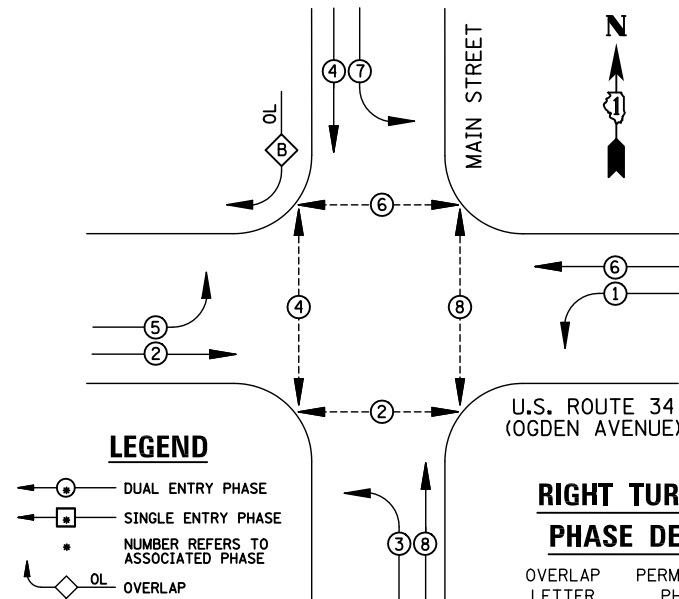 N
MAIN STREET
4 7
OL
B
1
6
6
1
4
8
5
2
2
U.S. ROUTE 34
(OGDEN AVENUE)
LEGEND
DUAL ENTRY PHASE
SINGLE ENTRY PHASE
* NUMBER REFERS TO
ASSOCIATED PHASE
OL OVERLAP
3 8
RIGHT TUR
PHASE DE
OVERLAP PERM
LETTER PH